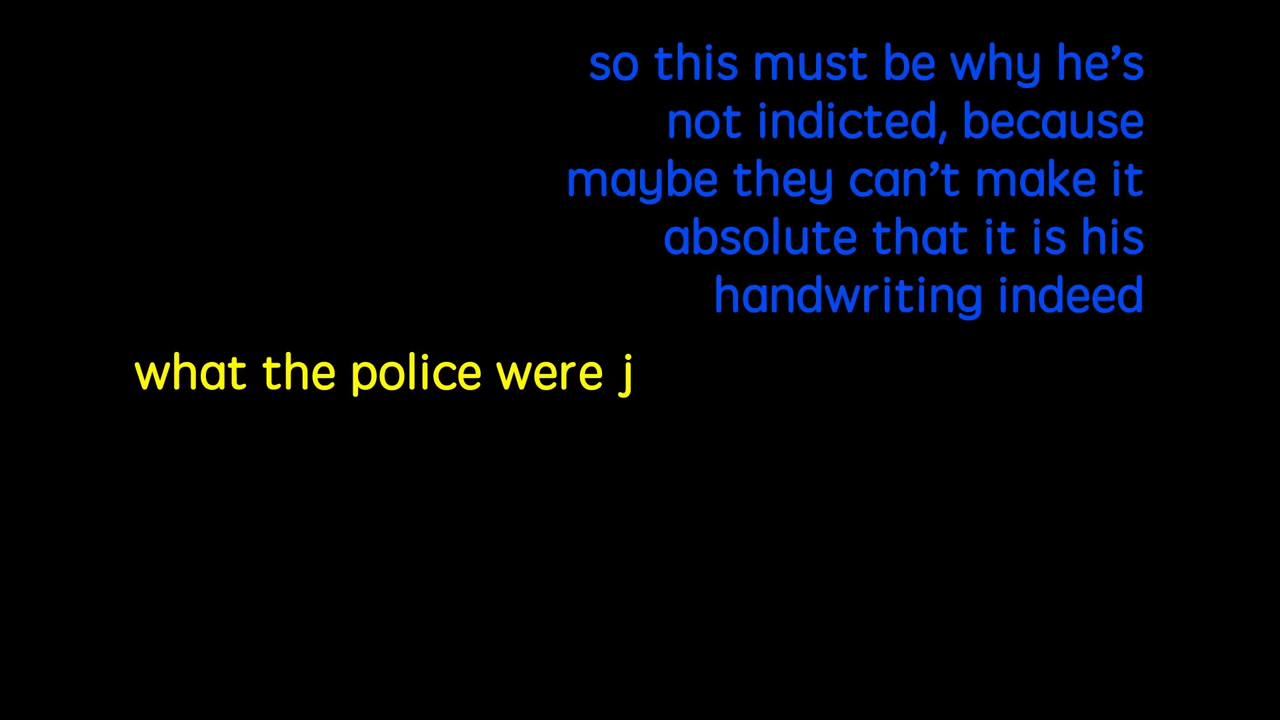 so this must be why he’s
not indicted, because
maybe they can’t make it
absolute that it is his
handwriting indeed
what the police were j